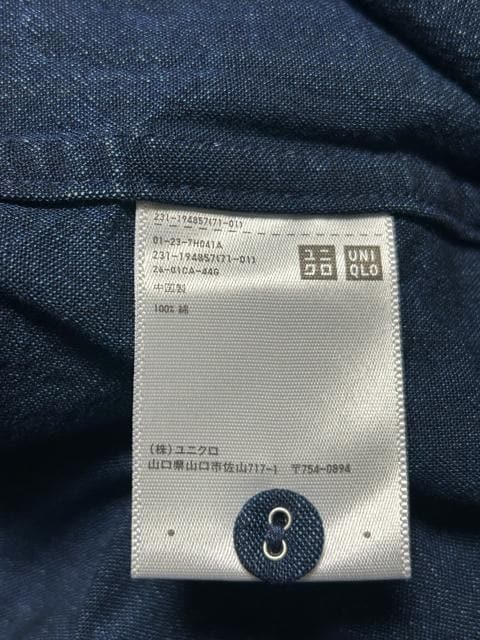 231-194857(71-01)
01-23-7H041A
231-194857(71-01)
26-01CA-44G
中国製
100% 綿
ユニクロ
UNIQLO
(株)ユニクロ
山口県山口市佐山717-1 〒754-0894